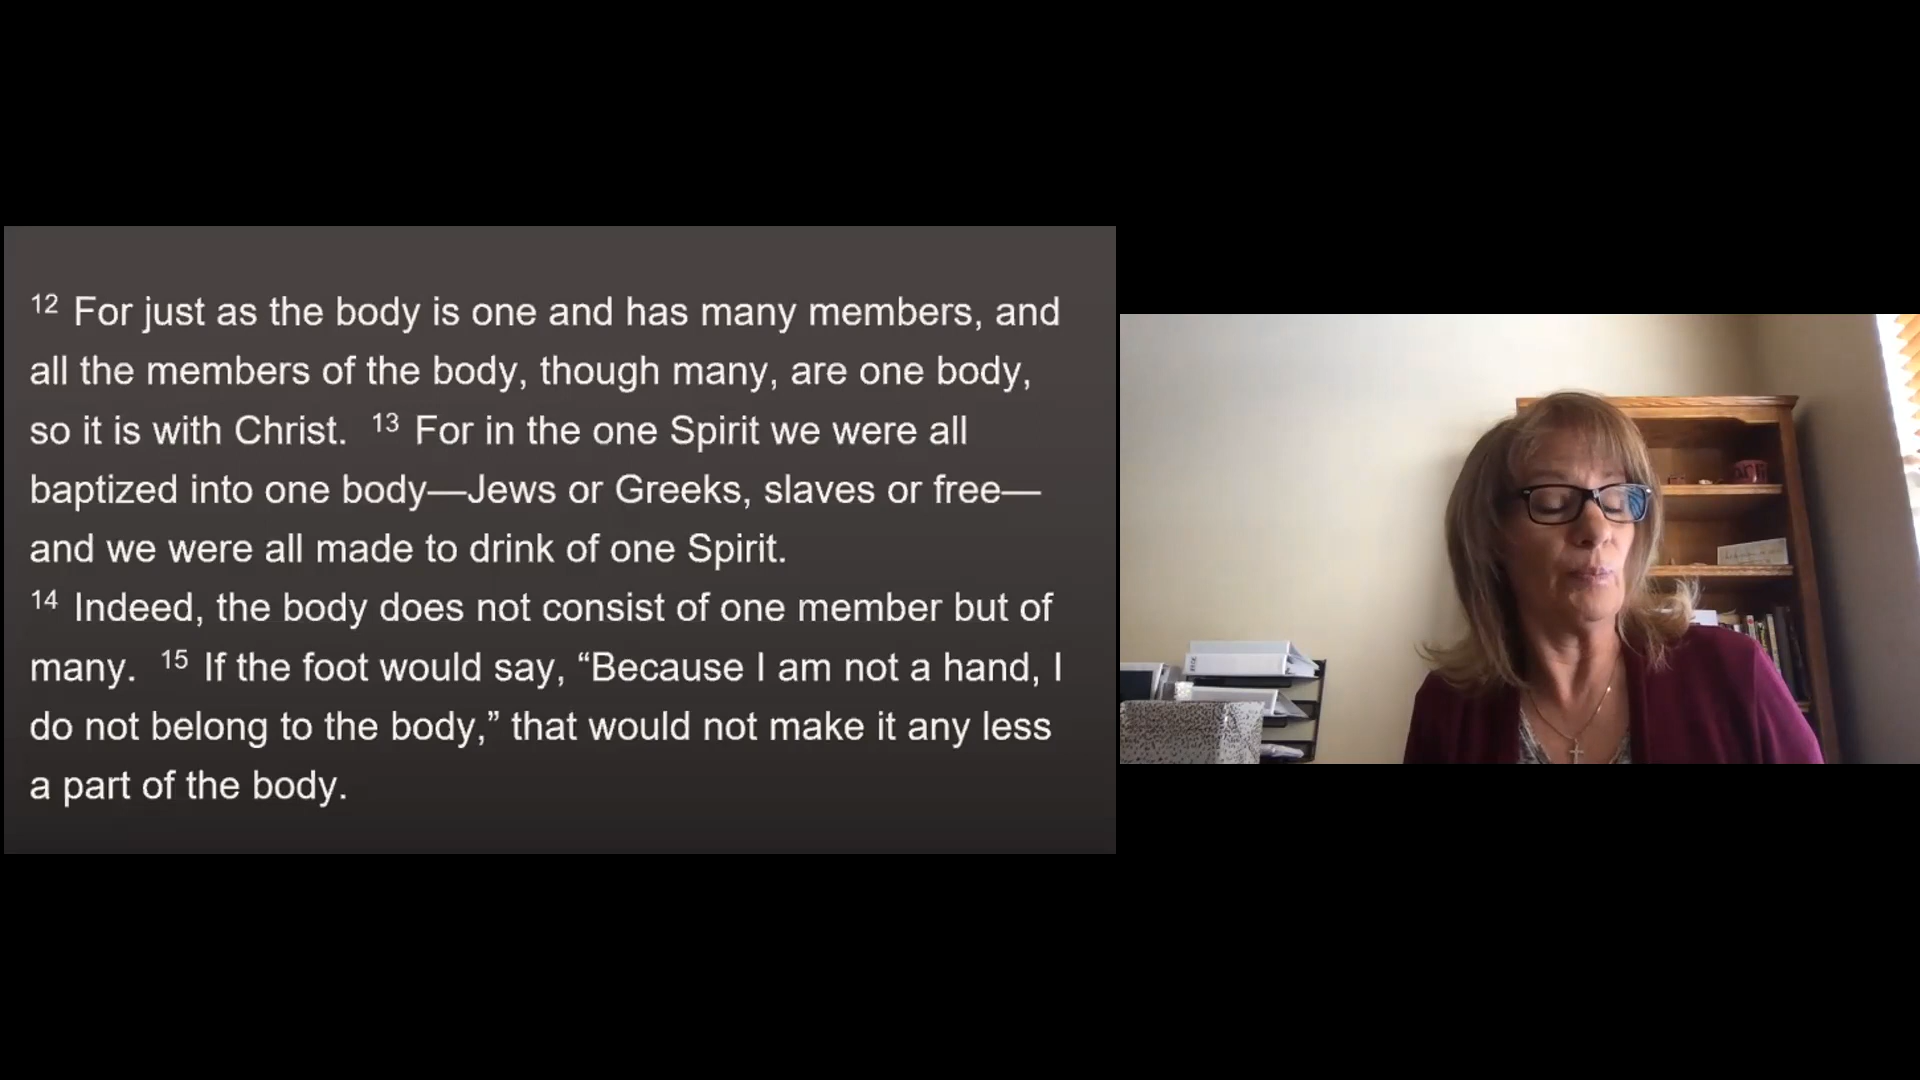 12 For just as the body is one and has many members, and
all the members of the body, though many, are one body,
so it is with Christ. 13 For in the one Spirit we were all
baptized into one body—Jews or Greeks, slaves or free—
and we were all made to drink of one Spirit.
14 Indeed, the body does not consist of one member but of
many. 15 If the foot would say, “Because I am not a hand, I
do not belong to the body,” that would not make it any less
a part of the body.